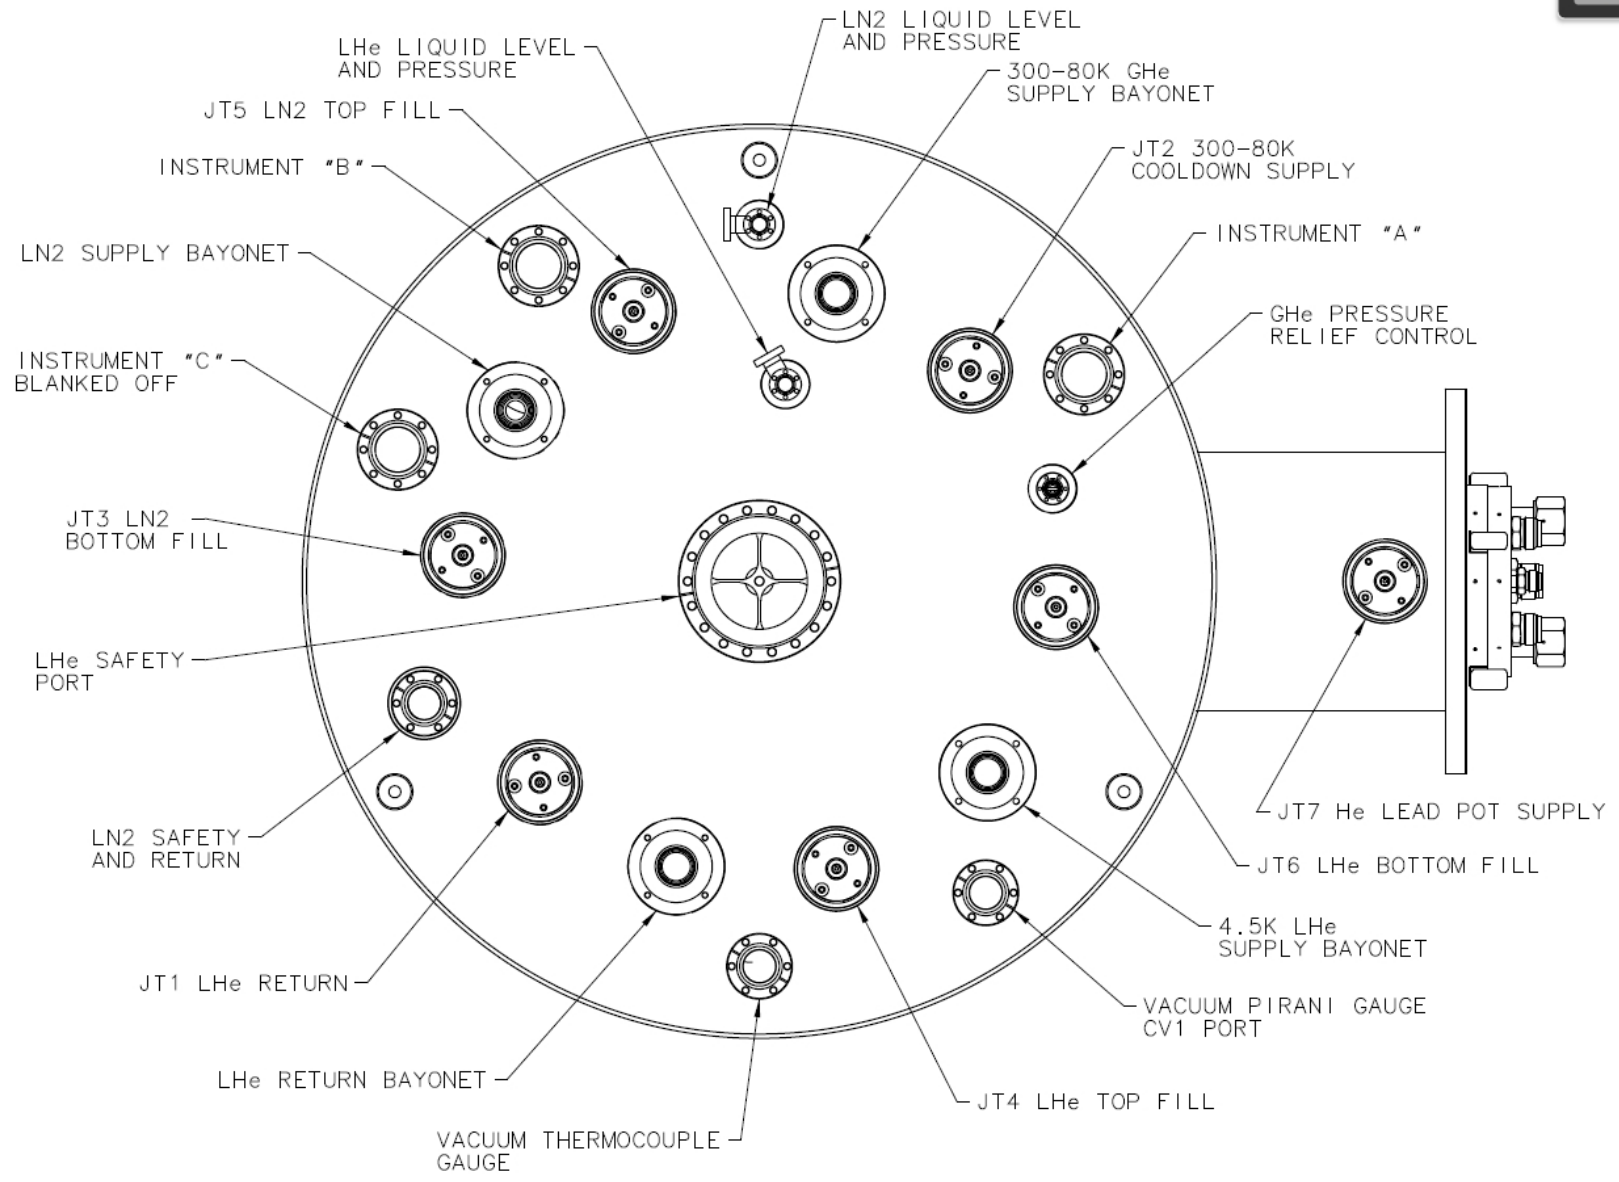 LN2 LIQUID LEVEL
AND PRESSURE
LHe LIQUID LEVEL
AND PRESSURE
300-80K GHe
SUPPLY BAYONET
JT5 LN2 TOP FILL
JT2 300-80K
COOLDOWN SUPPLY
INSTRUMENT "B"
INSTRUMENT "A"
LN2 SUPPLY BAYONET
GHe PRESSURE
RELIEF CONTROL
INSTRUMENT "C"
BLANKED OFF
JT3 LN2
BOTTOM FILL
LHe SAFETY
PORT
JT7 He LEAD POT SUPPLY
LN2 SAFETY
AND RETURN
JT6 LHe BOTTOM FILL
4.5K LHe
SUPPLY BAYONET
JT1 LHe RETURN
VACUUM PIRANI GAUGE
CV1 PORT
LHe RETURN BAYONET
JT4 LHe TOP FILL
VACUUM THERMOCOUPLE
GAUGE